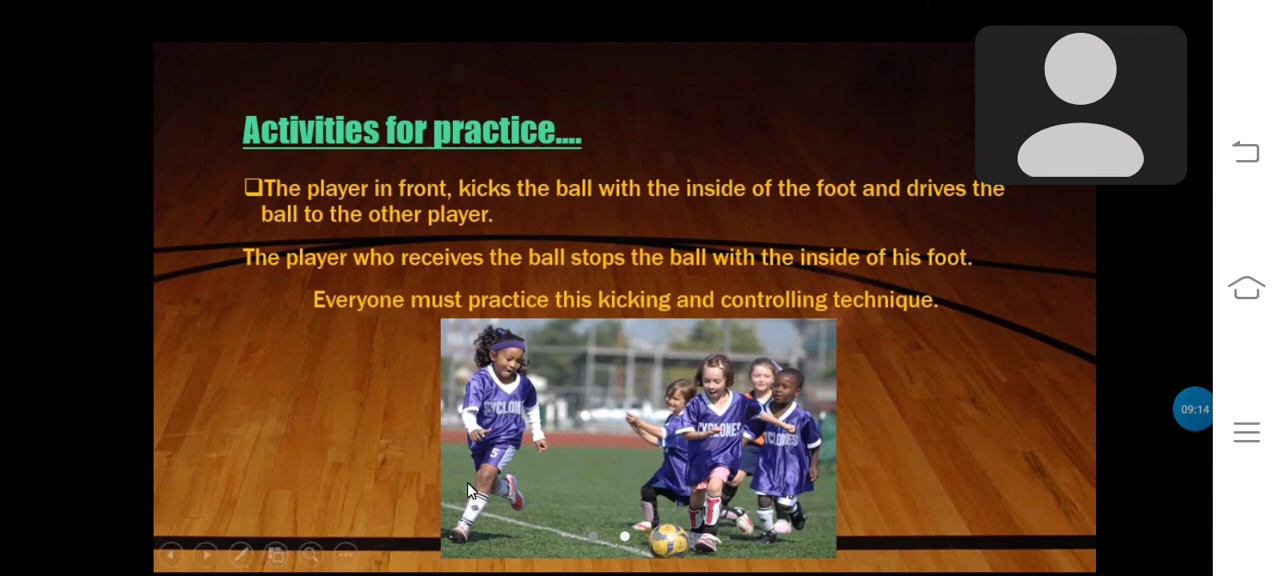 Activities for practice....
❑The player in front, kicks the ball with the inside of the foot and drives the
ball to the other player.
The player who receives the ball stops the ball with the inside of his foot.
Everyone must practice this kicking and controlling technique.
09:14
CYCLON
5
CYCLONES
CYCLONES